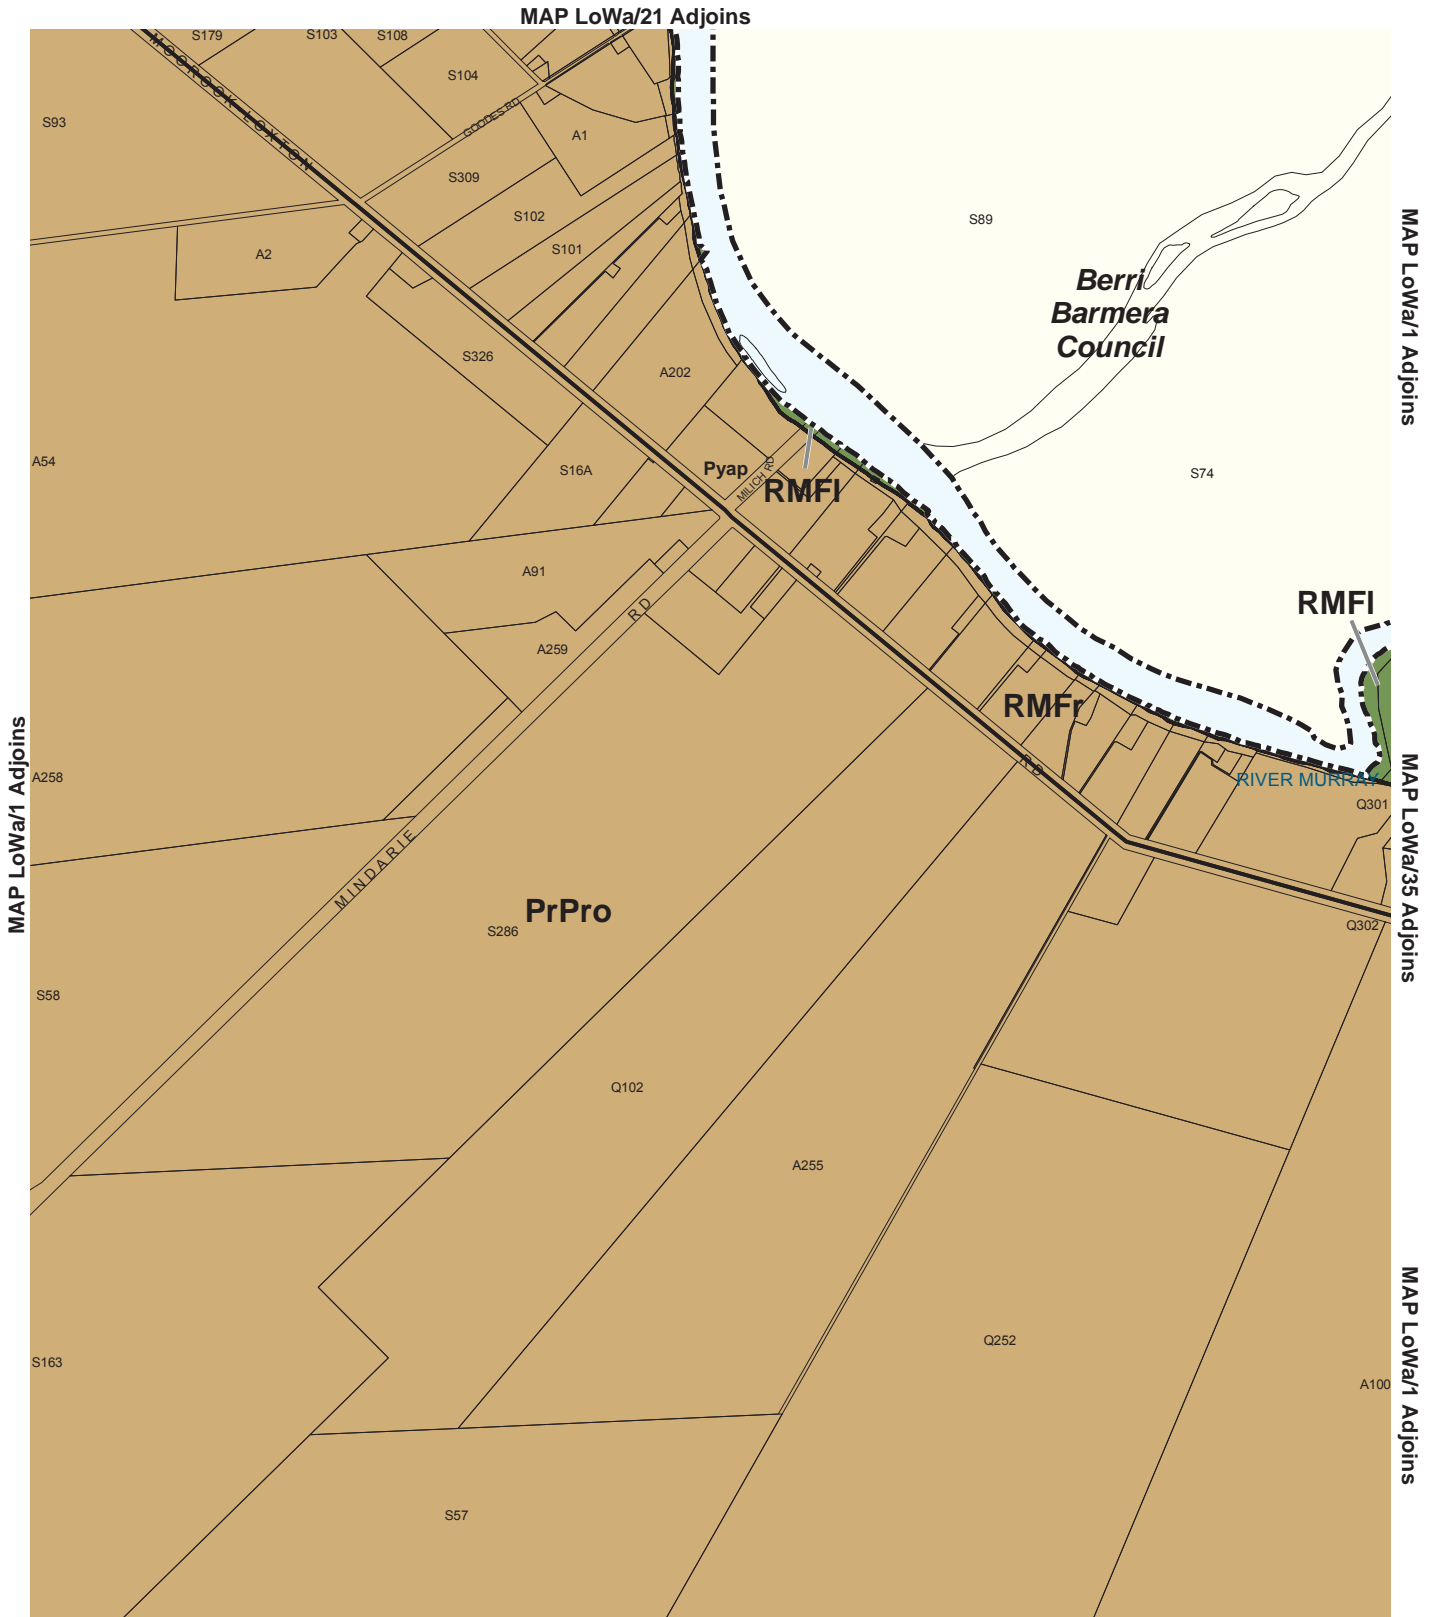 MAP LoWa/21 Adjoins
S179
S103
S108
S104
MOOROOK LOXTON
GOODES RD
S93
A1
S309
S102
S101
A2
S89
Berri
Barmera
Council
MAP LoWa/1 Adjoins
S326
A202
A54
S16A
Pyap
MILICH RD
RMFl
S74
A91
RD
A259
RMFl
RMFr
RD
MAP LoWa/1 Adjoins
A258
RIVER MURRAY
Q301
MAP LoWa/35 Adjoins
MINDARIE
PrPro
S286
Q302
S58
Q102
A255
Q252
S163
A100
MAP LoWa/1 Adjoins
S57